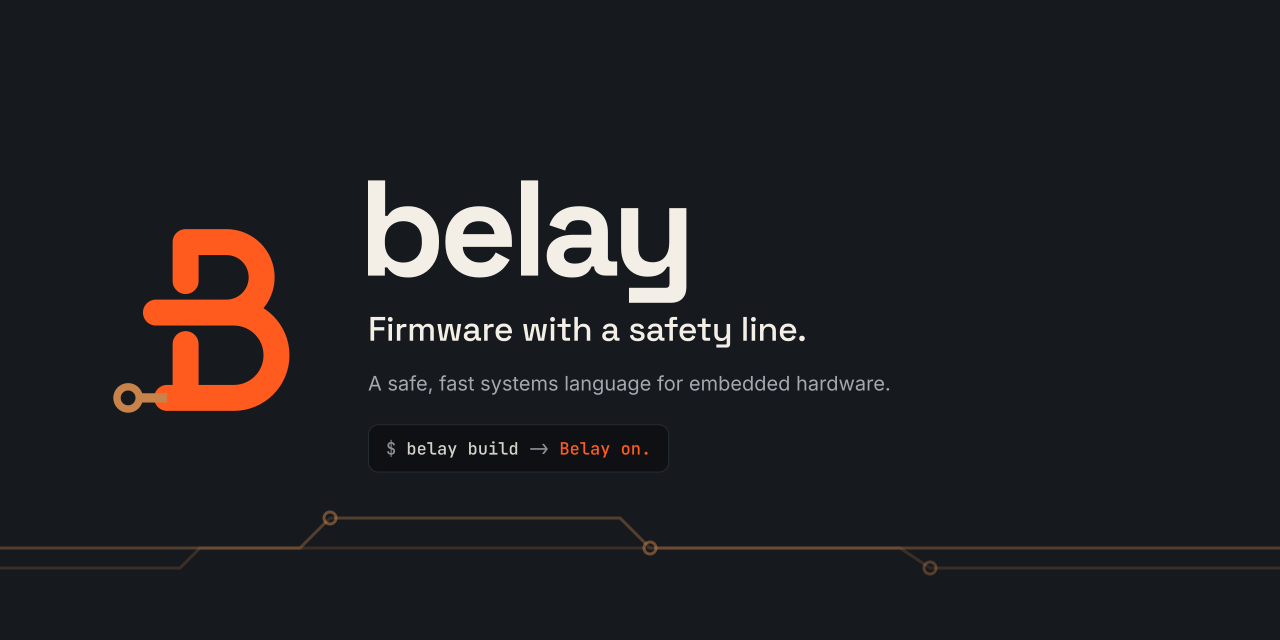 belay
Firmware with a safety line.
A safe, fast systems language for embedded hardware.
$ belay build → Belay on.